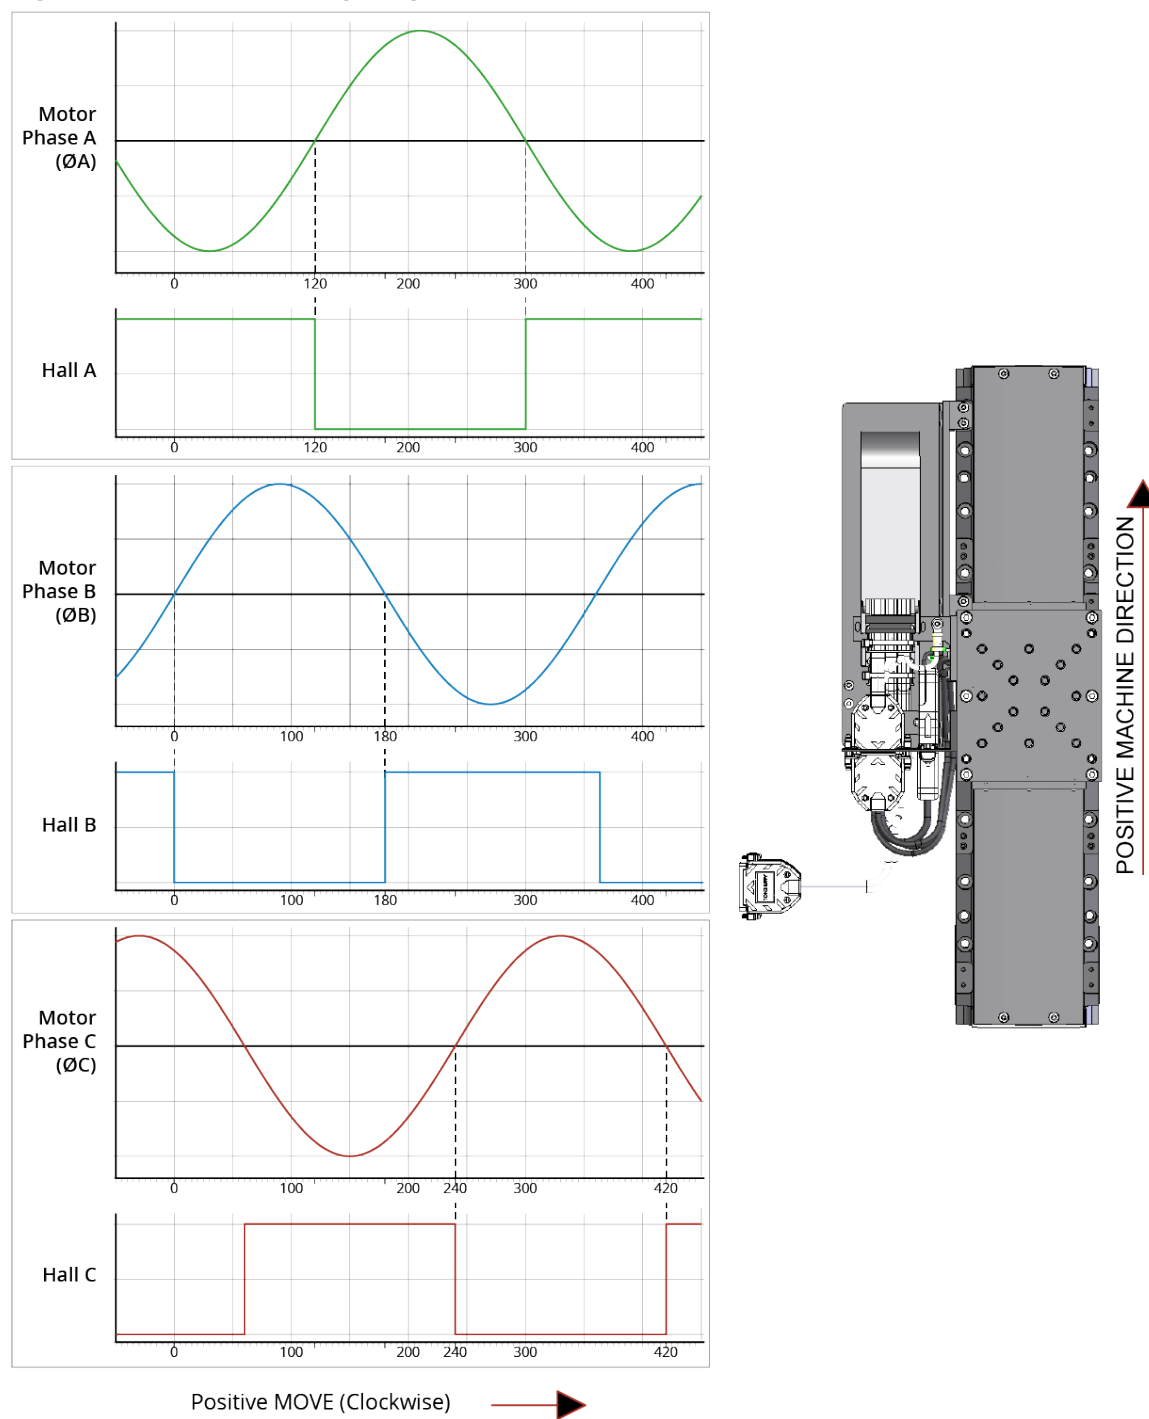 Motor
Phase A
(ØA)
0 120 200 300 400
Hall A
0 120 200 300 400
Motor
Phase B
(ØB)
0 100 180 300 400
Hall B
0 100 180 300 400
Motor
Phase C
(ØC)
0 100 200 240 300 420
Hall C
0 100 200 240 300 420
Positive MOVE (Clockwise)
POSITIVE MACHINE DIRECTION